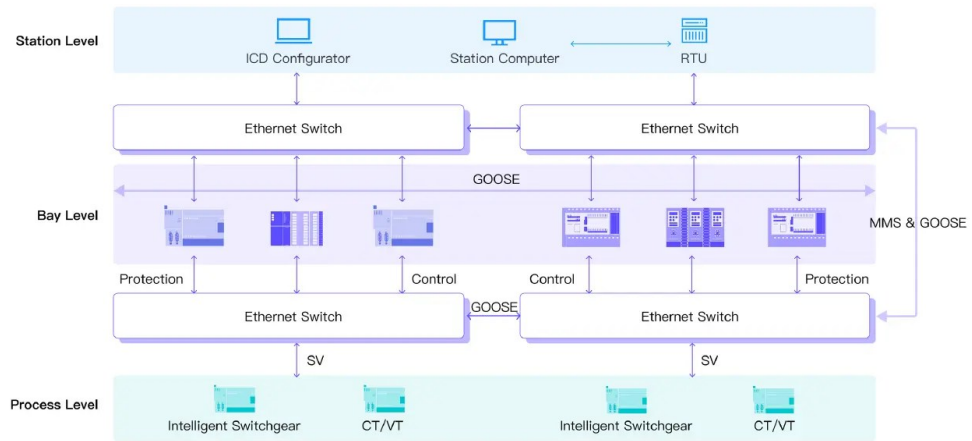 Station Level
ICD Configurator
Station Computer
RTU
Ethernet Switch
Ethernet Switch
GOOSE
Bay Level
MMS & GOOSE
Protection
Control
Control
Protection
Ethernet Switch
GOOSE
Ethernet Switch
SV
SV
Process Level
Intelligent Switchgear
CT/VT
Intelligent Switchgear
CT/VT